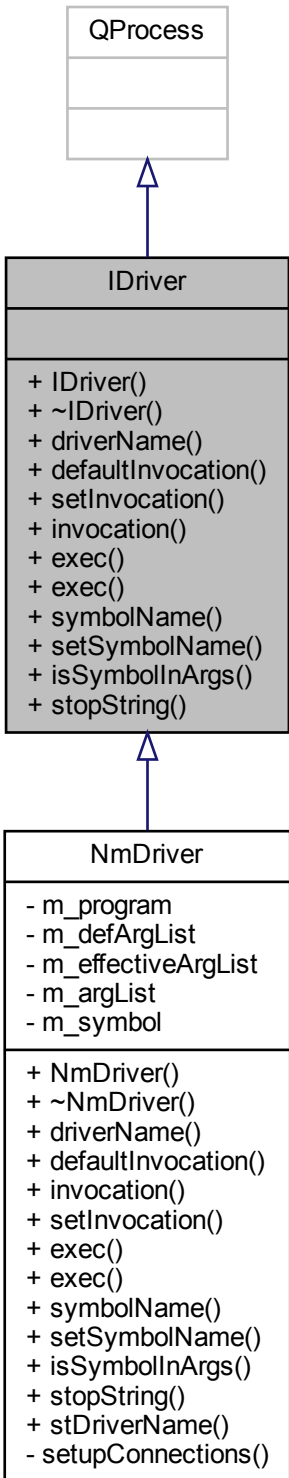 QProcess
IDriver
+ IDriver()
+ ~IDriver()
+ driverName()
+ defaultInvocation()
+ setInvocation()
+ invocation()
+ exec()
+ exec()
+ symbolName()
+ setSymbolName()
+ isSymbolInArgs()
+ stopString()
NmDriver
- m_program
- m_defArgList
- m_effectiveArgList
- m_argList
- m_symbol
+ NmDriver()
+ ~NmDriver()
+ driverName()
+ defaultInvocation()
+ invocation()
+ setInvocation()
+ exec()
+ exec()
+ symbolName()
+ setSymbolName()
+ isSymbolInArgs()
+ stopString()
+ stDriverName()
- setupConnections()